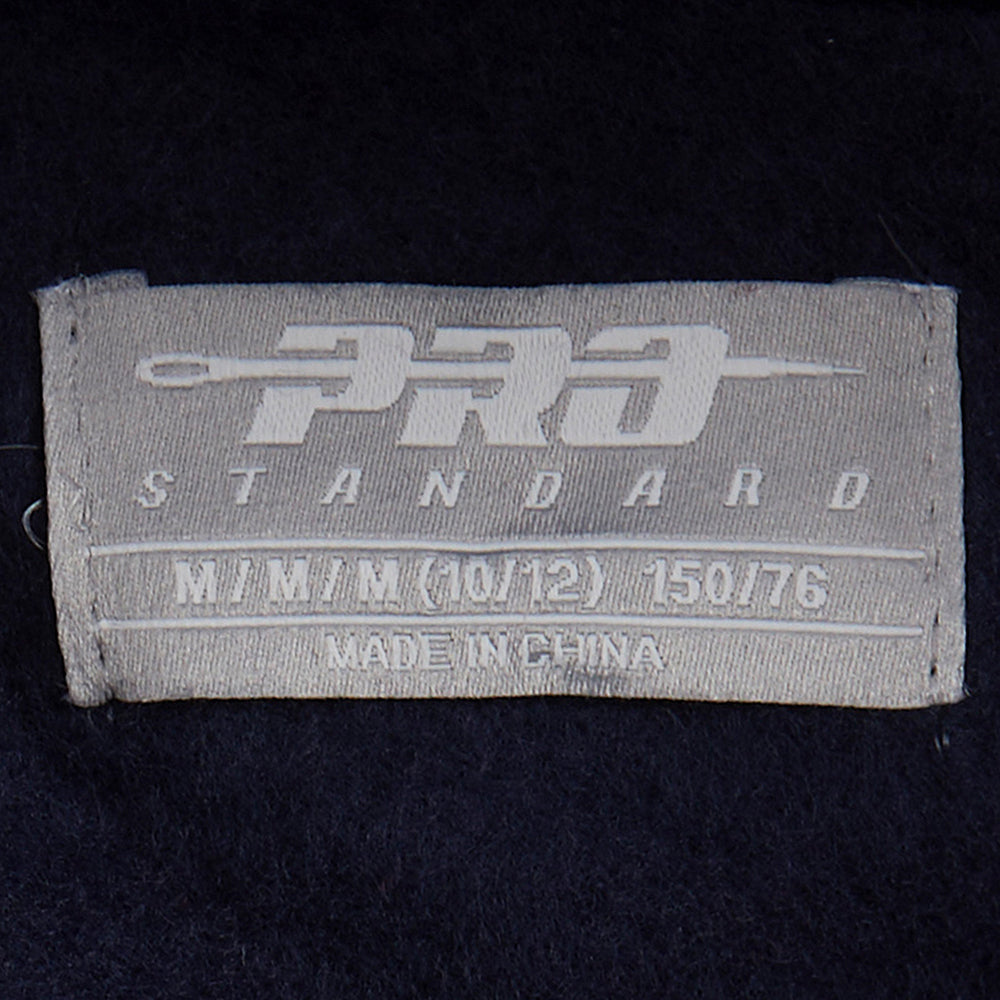 PRO
STANDARD
M/M/M (10/12) 150/76
MADE IN CHINA